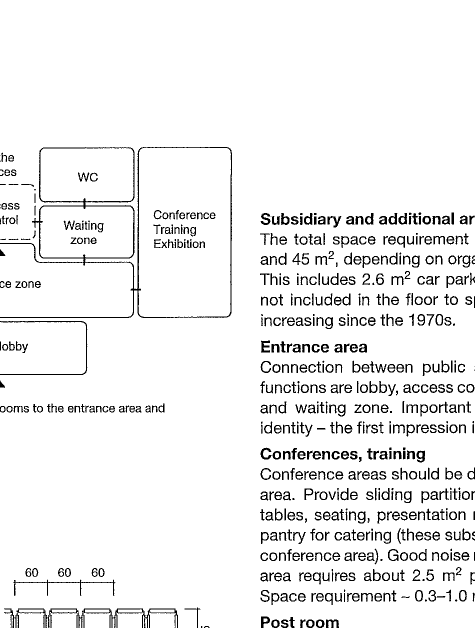 the
ces
WC
cess
trol
Waiting
zone
Conference
Training
Exhibition
ce zone
lobby
ooms to the entrance area and
60 60 60
Subsidiary and additional ar
The total space requirement
and 45 m², depending on orga
This includes 2.6 m² car park
not included in the floor to sp
increasing since the 1970s.
Entrance area
Connection between public a
functions are lobby, access co
and waiting zone. Important
identity – the first impression i
Conferences, training
Conference areas should be d
area. Provide sliding partition
tables, seating, presentation r
pantry for catering (these subs
conference area). Good noise r
area requires about 2.5 m² p
Space requirement ~ 0.3–1.0 r
Post room